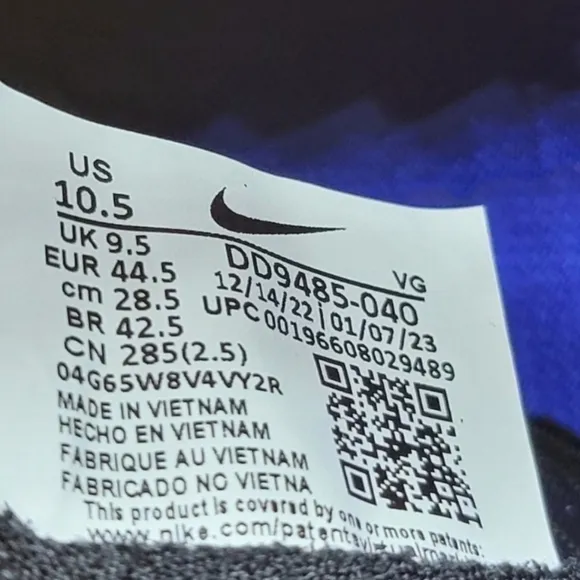 US
10.5
UK 9.5
EUR 44.5
cm 28.5
BR 42.5
CN 285(2.5)
04G65W8V4VY2R
VG
DD9485-040
12/14/22|01/07/23
UPC 00196608029489
MADE IN VIETNAM
HECHO EN VIETNAM
FABRIQUE AU VIETNAM
FABRICADO NO VIETNA
This product is covered by one or more patents:
www.nike.com/patents